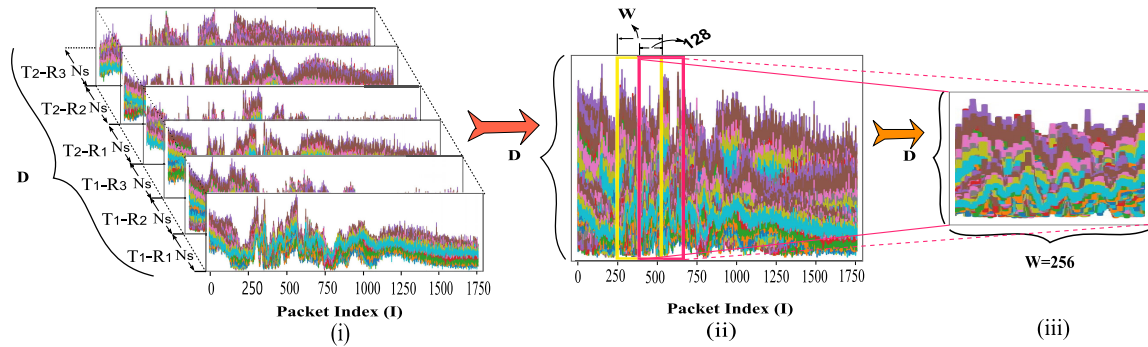 D
T2-R3 Ns
T2-R2 Ns
T2-R1 Ns
T1-R3 Ns
T1-R2 Ns
T1-R1 Ns
0 250 500 750 1000 1250 1500 1750
Packet Index (I)
(i)
W
128
D
0 250 500 750 1000 1250 1500 1750
Packet Index (I)
(ii)
D
W=256
(iii)